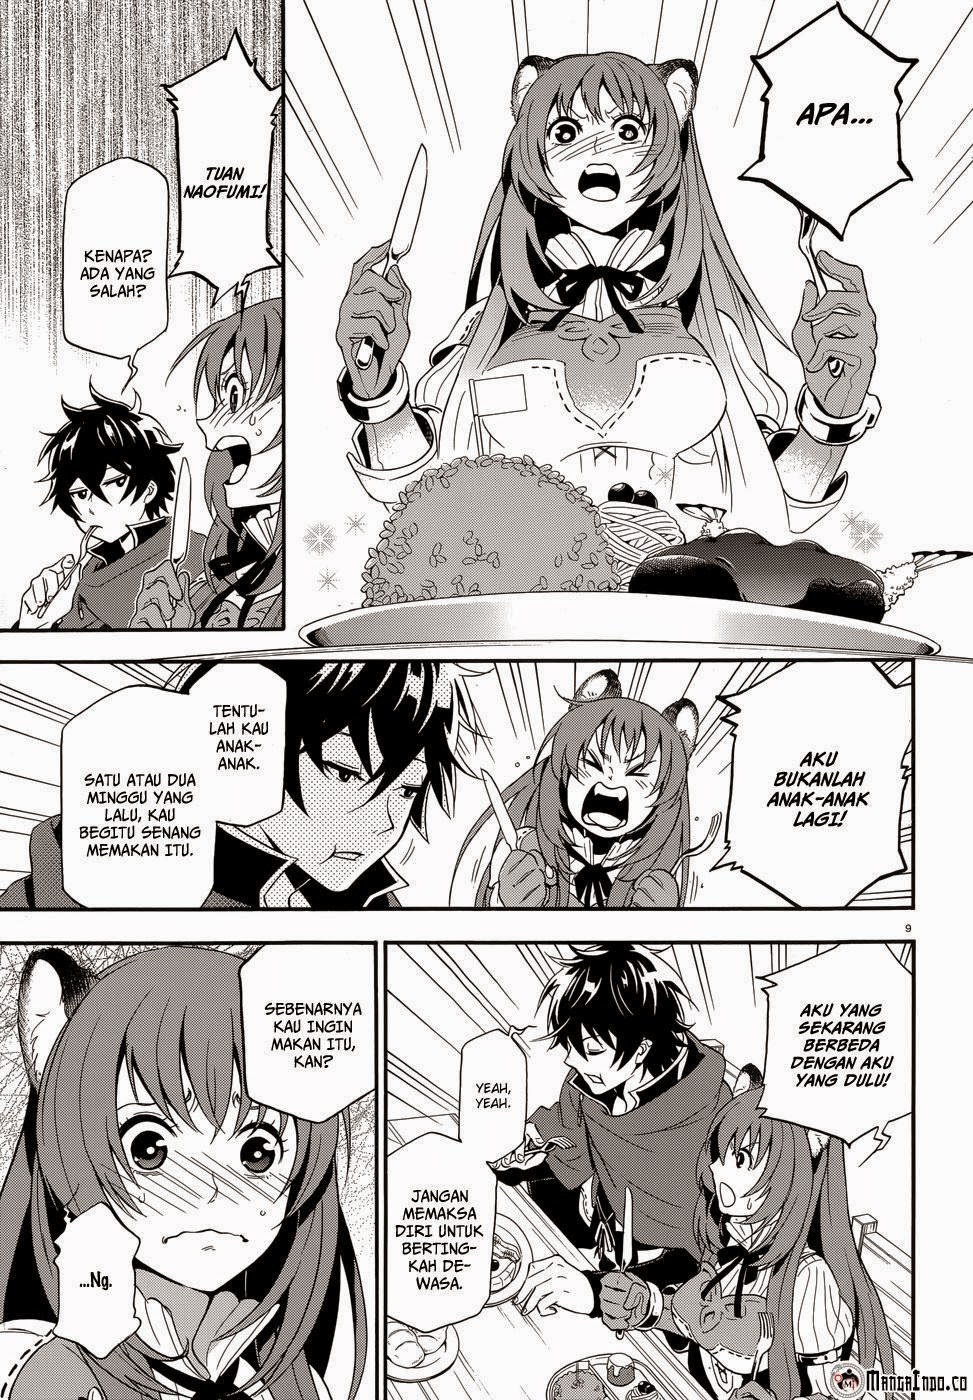 APA...
TUAN
NAOFUMI!
KENAPA?
ADA YANG
SALAH?
AKU
BUKANLAH
ANAK-ANAK
LAGI!
TENTU-
LAH KAU
ANAK-
ANAK.
SATU ATAU DUA
MINGGU YANG
LALU, KAU
BEGITU SENANG
MEMAKAN ITU.
9
AKU YANG
SEKARANG
BERBEDA
DENGAN AKU
YANG DULU!
YEAH,
YEAH.
JANGAN
MEMAKSA
DIRI UNTUK
BERTING-
KAH DE-
WASA.
SEBENARNYA
KAU INGIN
MAKAN ITU,
KAN?
...Ng.
MANGAINDO.CO